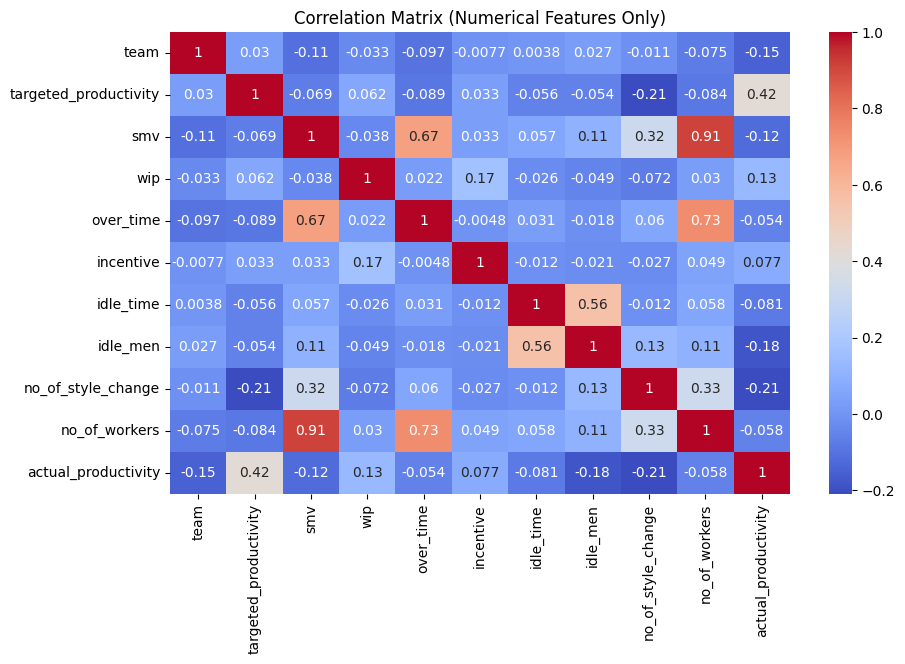 Correlation Matrix (Numerical Features Only)
team 1 0.03 -0.11 -0.033 -0.097 -0.0077 0.0038 0.027 -0.011 -0.075 -0.15
targeted_productivity 0.03 1 -0.069 0.062 -0.089 0.033 -0.056 -0.054 -0.21 -0.084 0.42
smv -0.11 -0.069 1 -0.038 0.67 0.033 0.057 0.11 0.32 0.91 -0.12
wip -0.033 0.062 -0.038 1 0.022 0.17 -0.026 -0.049 -0.072 0.03 0.13
over_time -0.097 -0.089 0.67 0.022 1 -0.0048 0.031 -0.018 0.06 0.73 -0.054
incentive -0.0077 0.033 0.033 0.17 -0.0048 1 -0.012 -0.021 -0.027 0.049 0.077
idle_time 0.0038 -0.056 0.057 -0.026 0.031 -0.012 1 0.56 -0.012 0.058 -0.081
idle_men 0.027 -0.054 0.11 -0.049 -0.018 -0.021 0.56 1 0.13 0.11 -0.18
no_of_style_change -0.011 -0.21 0.32 -0.072 0.06 -0.027 -0.012 0.13 1 0.33 -0.21
no_of_workers -0.075 -0.084 0.91 0.03 0.73 0.049 0.058 0.11 0.33 1 -0.058
actual_productivity -0.15 0.42 -0.12 0.13 -0.054 0.077 -0.081 -0.18 -0.21 -0.058 1
team targeted_productivity smv wip over_time incentive idle_time idle_men no_of_style_change no_of_workers actual_productivity
1.0
0.8
0.6
0.4
0.2
0.0
−0.2